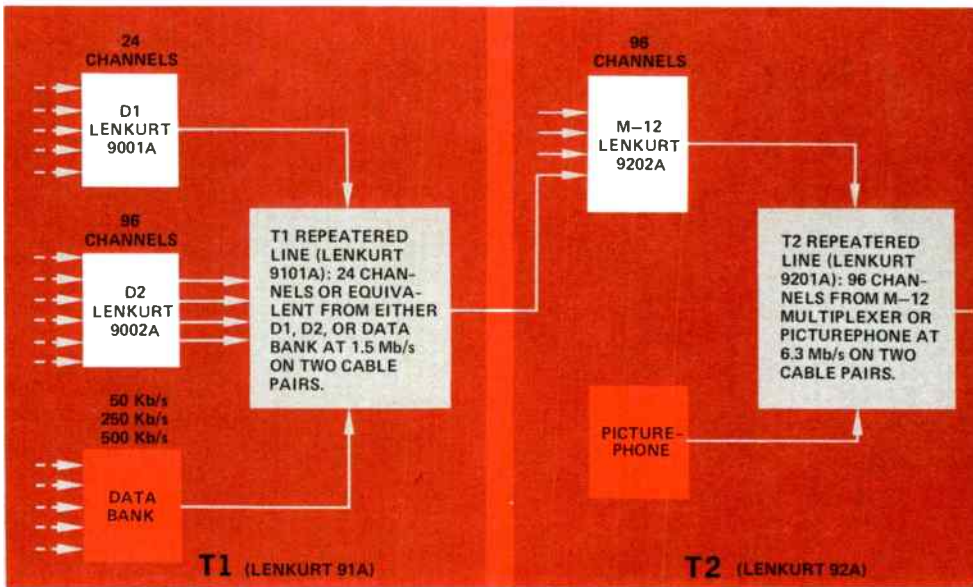 24
CHANNELS
D1
LENKURT
9001A
96
CHANNELS
D2
LENKURT
9002A
50 Kb/s
250 Kb/s
500 Kb/s
DATA
BANK
T1 REPEATERED
LINE (LENKURT
9101A): 24 CHAN-
NELS OR EQUIVA-
LENT FROM EITHER
D1, D2, OR DATA
BANK AT 1.5 Mb/s
ON TWO CABLE
PAIRS.
T1 (LENKURT 91A)
96
CHANNELS
M-12
LENKURT
9202A
T2 REPEATERED
LINE (LENKURT
9201A): 96 CHAN-
NELS FROM M-12
MULTIPLEXER OR
PICTUREPHONE AT
6.3 Mb/s ON TWO
CABLE PAIRS.
PICTURE-
PHONE
T2 (LENKURT 92A)